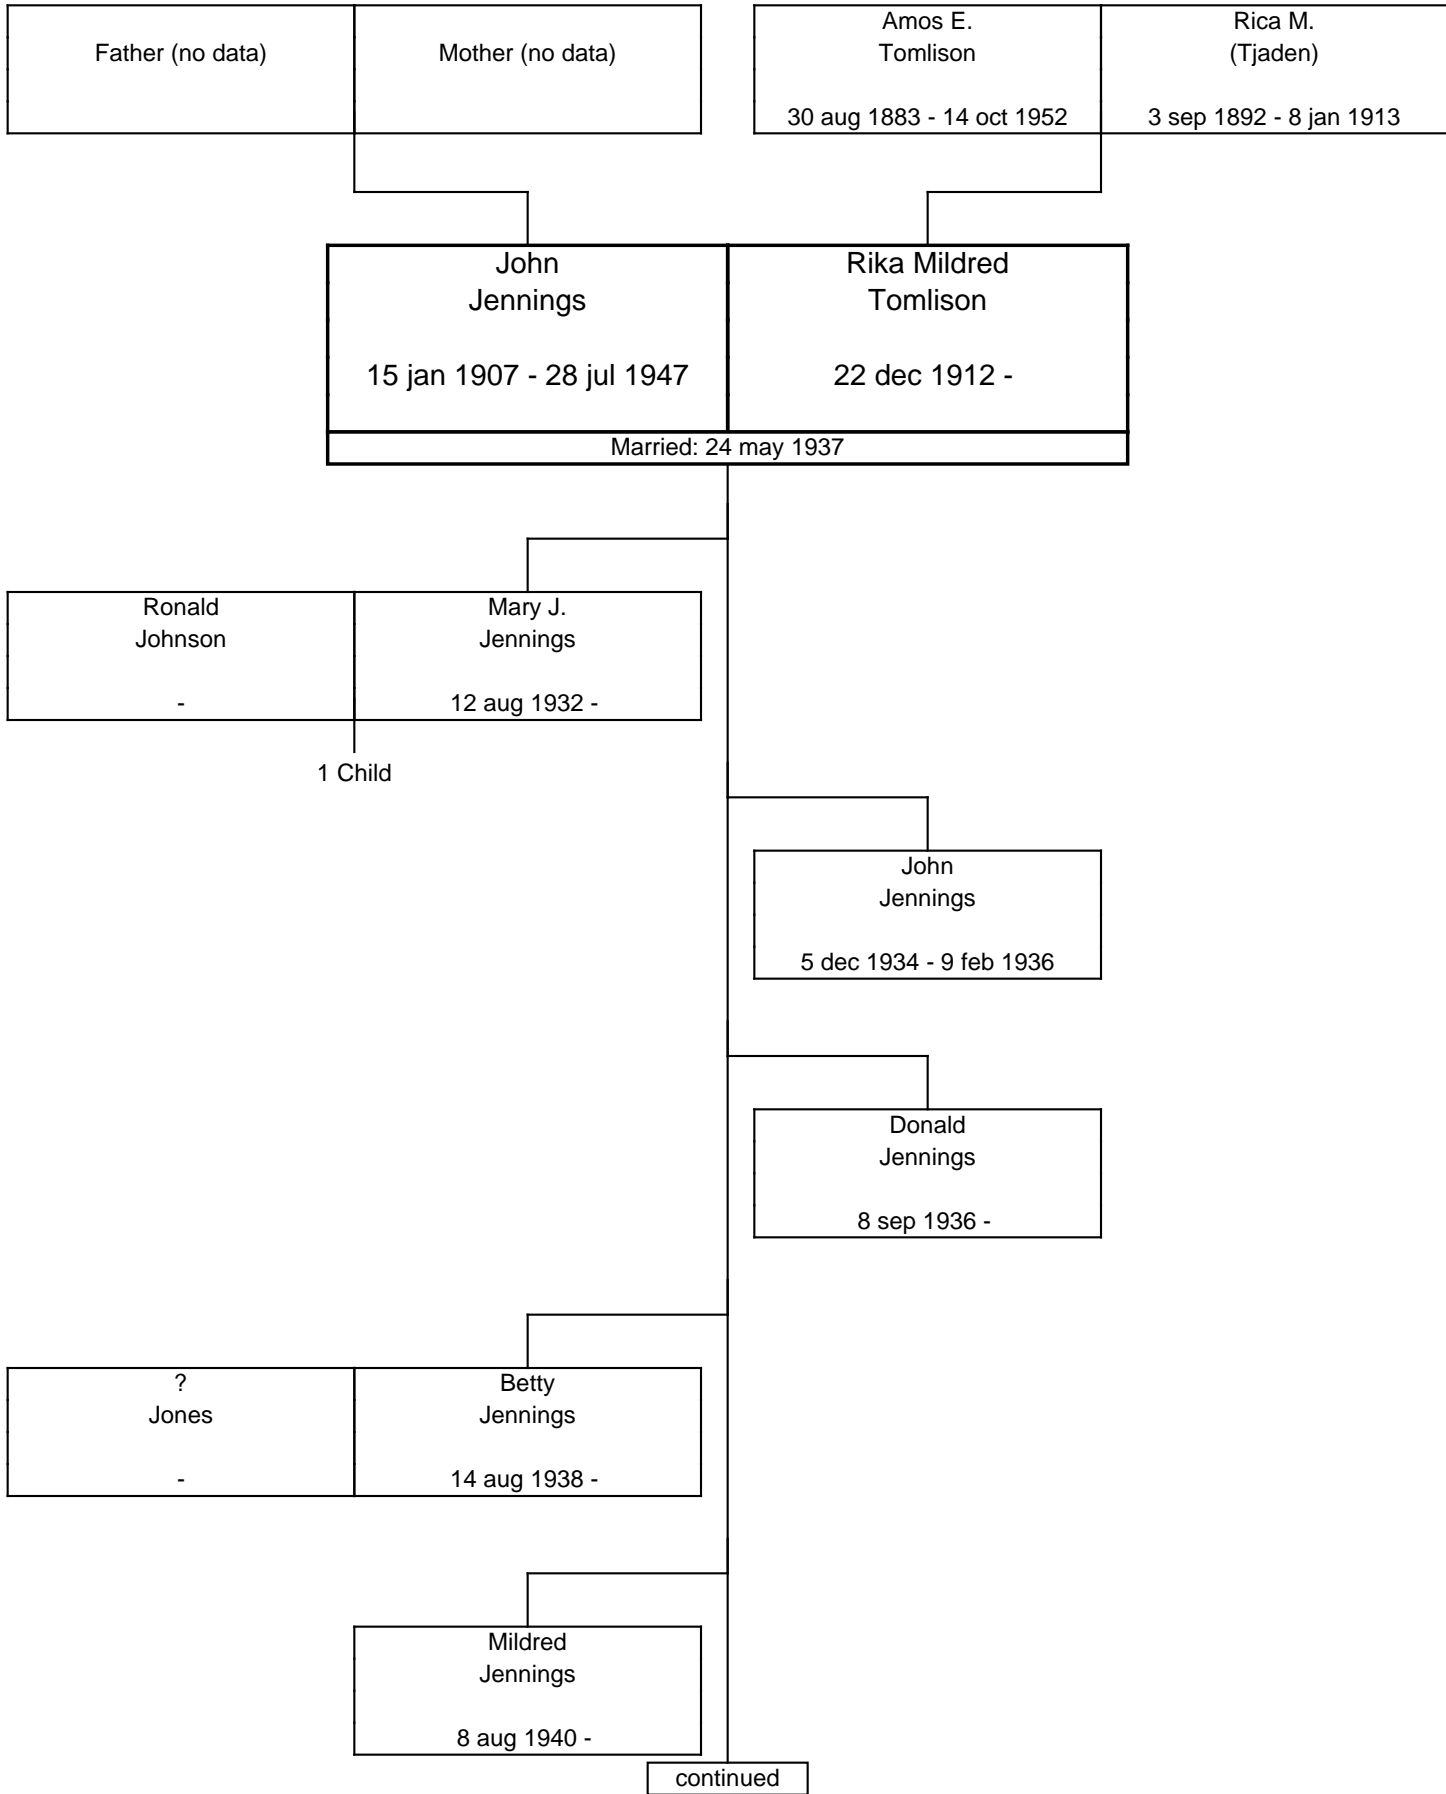 Father (no data)
Mother (no data)
Amos E.
Tomlison
30 aug 1883 - 14 oct 1952
Rica M.
(Tjaden)
3 sep 1892 - 8 jan 1913
John
Jennings
15 jan 1907 - 28 jul 1947
Rika Mildred
Tomlison
22 dec 1912 -
Married: 24 may 1937
Ronald
Johnson
-
Mary J.
Jennings
12 aug 1932 -
1 Child
John
Jennings
5 dec 1934 - 9 feb 1936
Donald
Jennings
8 sep 1936 -
?
Jones
-
Betty
Jennings
14 aug 1938 -
Mildred
Jennings
8 aug 1940 -
continued